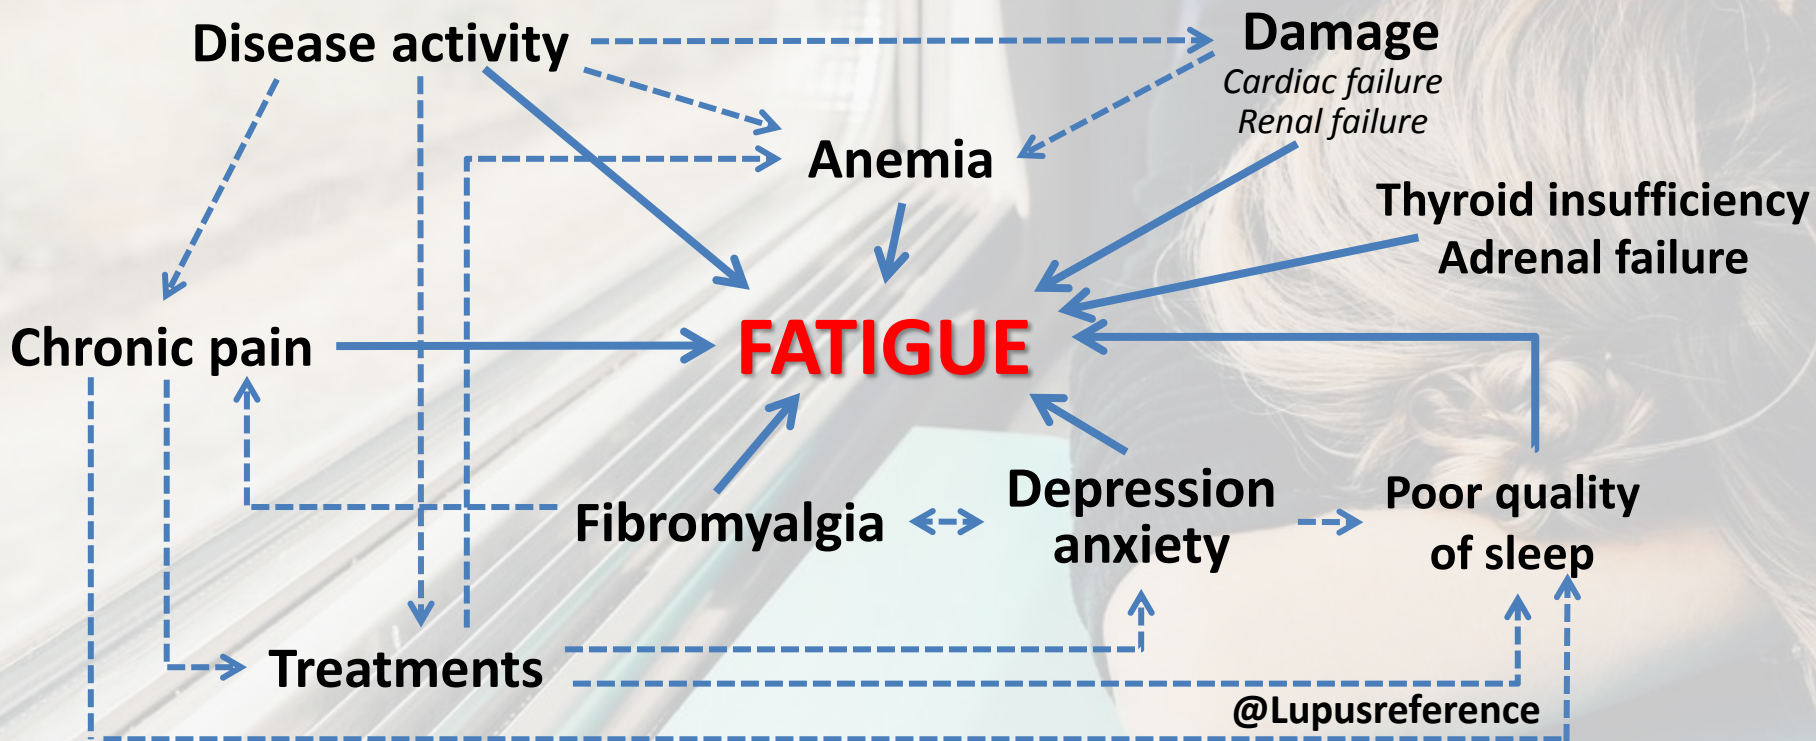 Disease activity
Damage
Cardiac failure
Renal failure
Anemia
Thyroid insufficiency
Adrenal failure
Chronic pain
FATIGUE
Fibromyalgia
Depression
anxiety
Poor quality
of sleep
Treatments
@Lupusreference